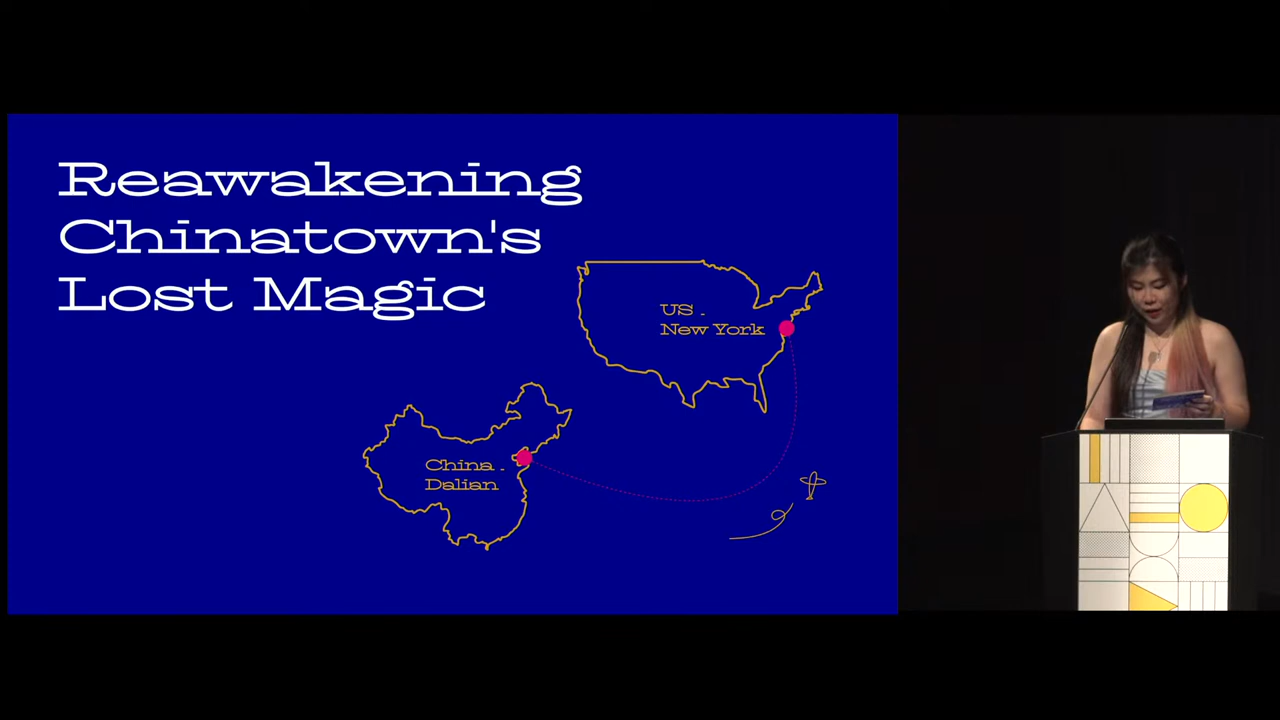 Reawakening
Chinatown's
Lost Magic
US .
New York
China .
Dalian